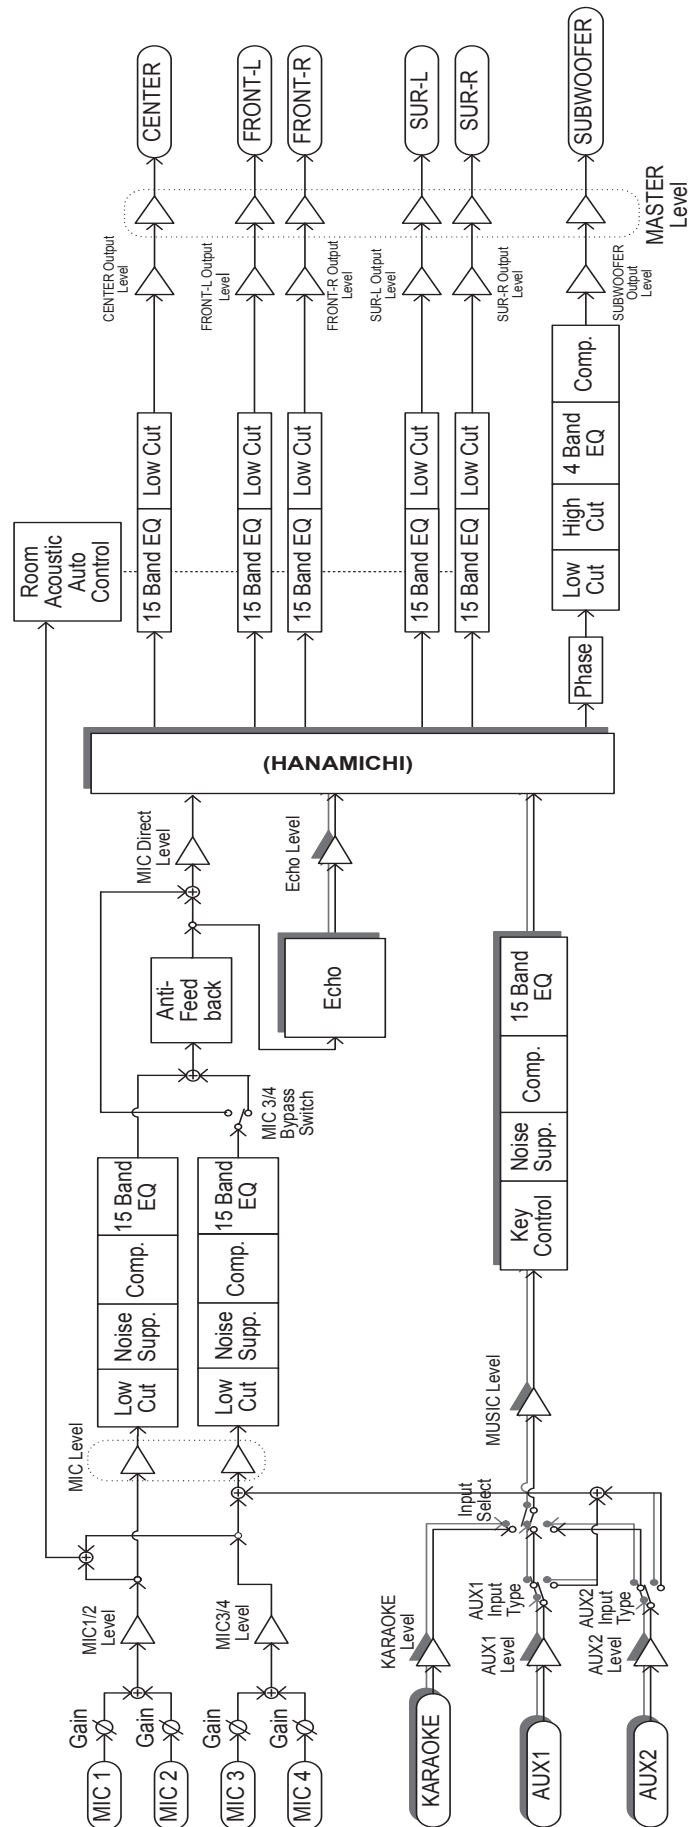 MIC 1
MIC 2
MIC 3
MIC 4
Gain
Gain
Gain
Gain
MIC1/2
Level
MIC3/4
Level
MIC Level
Low
Cut
Noise
Supp.
Comp.
15 Band
EQ
Low
Cut
Noise
Supp.
Comp.
15 Band
EQ
MIC 3/4
Bypass
Switch
Anti-
Feed
back
MIC Direct
Level
Echo
Echo Level
KARAOKE
AUX1
AUX2
KARAOKE
Level
AUX1
Level
AUX2
Level
AUX1
Input
Type
AUX2
Input
Type
Input
Select
MUSIC Level
Key
Control
Noise
Supp.
Comp.
15 Band
EQ
(HANAMICHI)
Room
Acoustic
Auto
Control
15 Band EQ
Low Cut
15 Band EQ
Low Cut
15 Band EQ
Low Cut
15 Band EQ
Low Cut
15 Band EQ
Low Cut
Phase
Low
Cut
High
Cut
4 Band
EQ
Comp.
CENTER Output
Level
FRONT-L Output
Level
FRONT-R Output
Level
SUR-L Output
Level
SUR-R Output
Level
SUBWOOFER
Output
Level
MASTER
Level
CENTER
FRONT-L
FRONT-R
SUR-L
SUR-R
SUBWOOFER